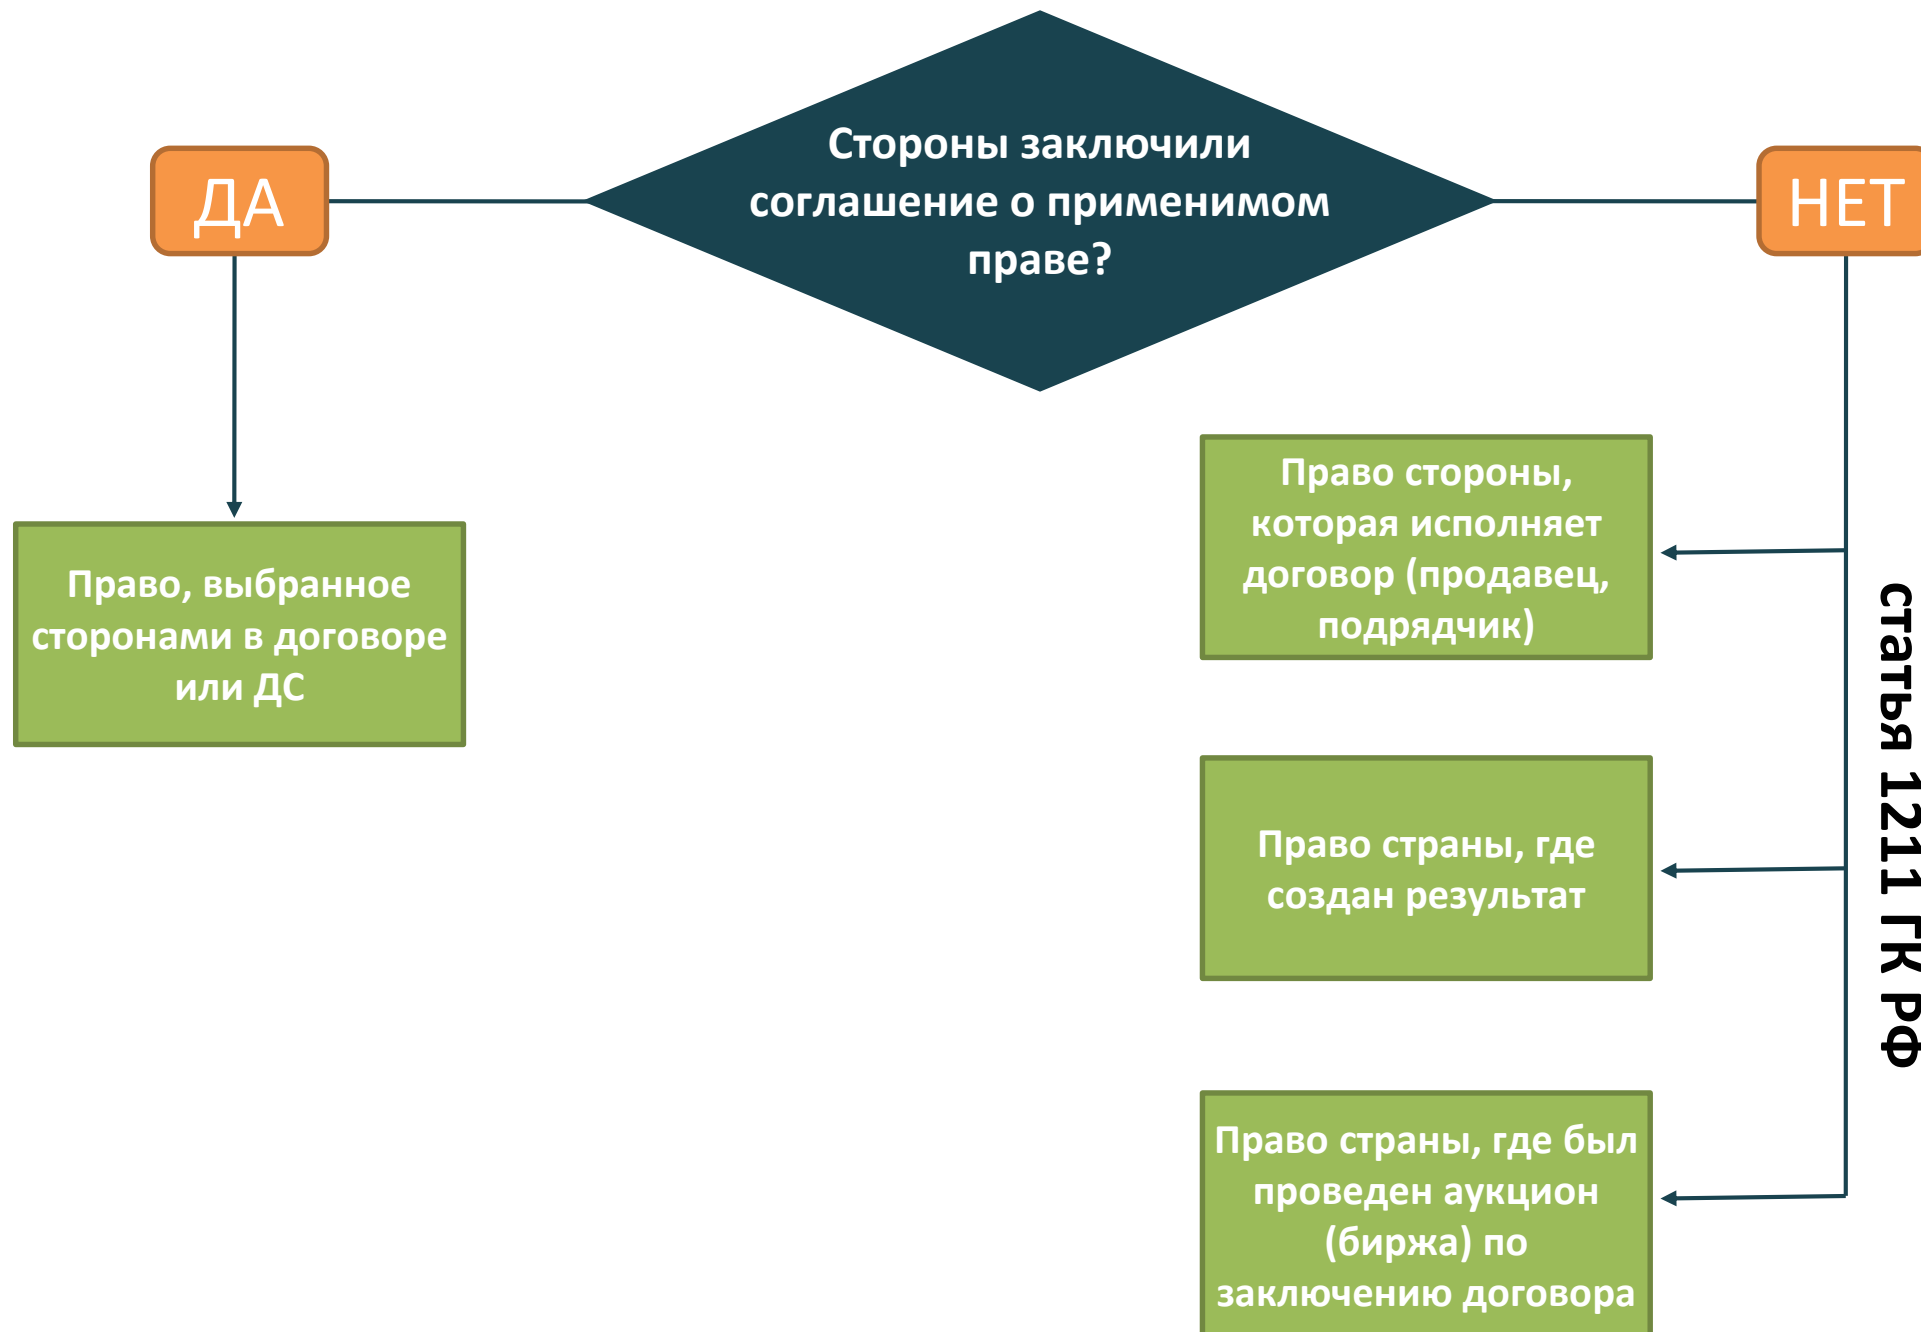 Стороны заключили
соглашение о применимом
праве?
ДА
НЕТ
Право, выбранное
сторонами в договоре
или ДС
Право стороны,
которая исполняет
договор (продавец,
подрядчик)
Право страны, где
создан результат
Право страны, где был
проведен аукцион
(биржа) по
заключению договора
статья 1211 ГК РФ